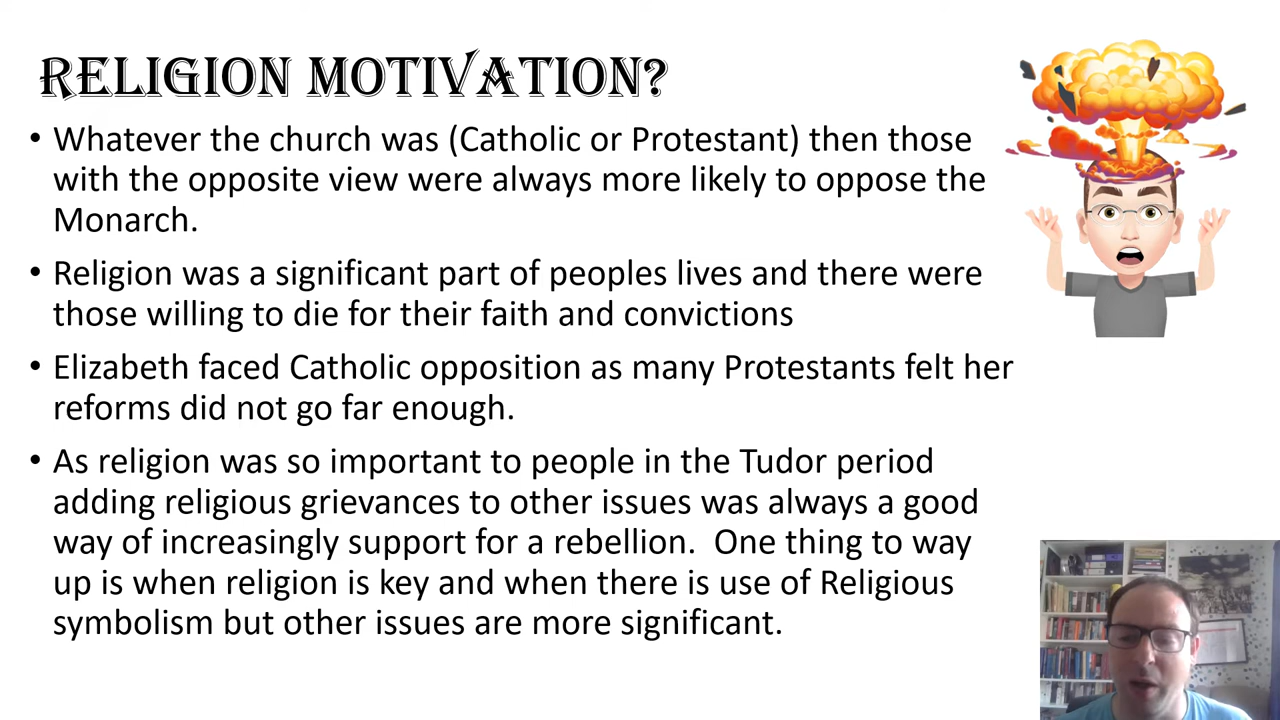 RELIGION MOTIVATION?
• Whatever the church was (Catholic or Protestant) then those
with the opposite view were always more likely to oppose the
Monarch.
• Religion was a significant part of peoples lives and there were
those willing to die for their faith and convictions
• Elizabeth faced Catholic opposition as many Protestants felt her
reforms did not go far enough.
• As religion was so important to people in the Tudor period
adding religious grievances to other issues was always a good
way of increasingly support for a rebellion.  One thing to way
up is when religion is key and when there is use of Religious
symbolism but other issues are more significant.